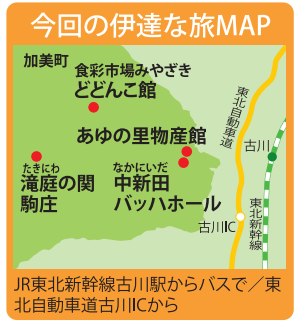 今回の伊達な旅MAP
加美町
食彩市場みやざき
どどんこ館
東北自動車道
古川
あゆの里物産館
たきにわ
滝庭の関
駒庄
なかにいだ
中新田
バッハホール
古川IC
東北新幹線
JR東北新幹線古川駅からバスで／東
北自動車道古川ICから